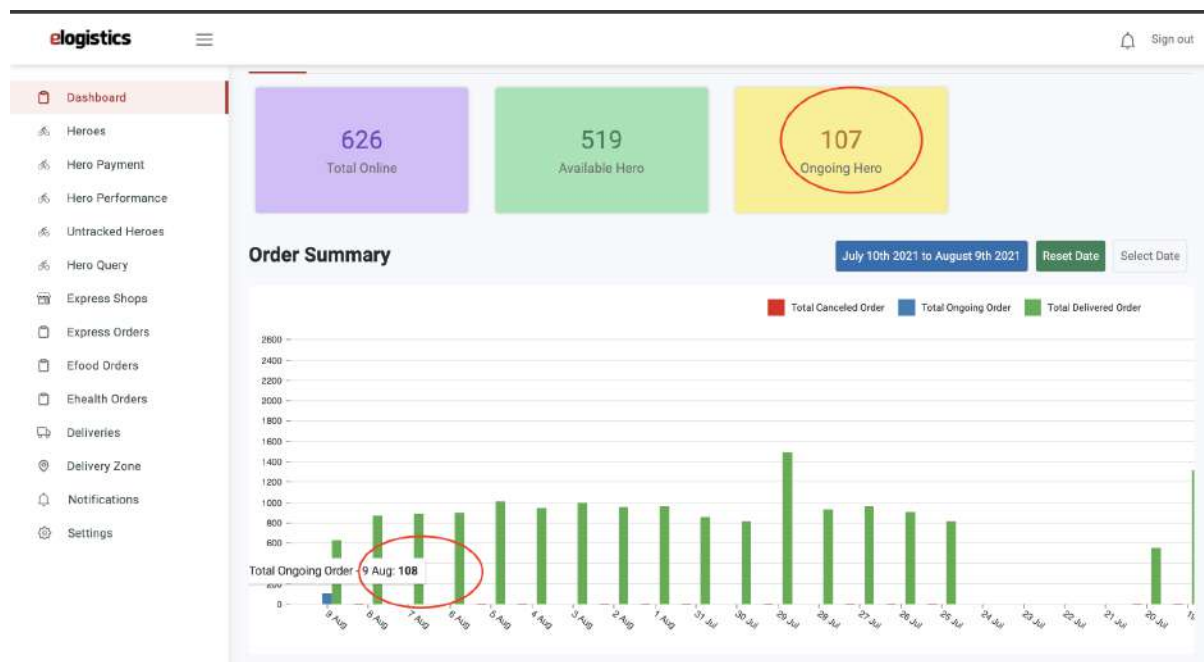 elogistics
Sign out
Dashboard
Heroes
Hero Payment
Hero Performance
Untracked Heroes
Hero Query
Express Shops
Express Orders
Efood Orders
Ehealth Orders
Deliveries
Delivery Zone
Notifications
Settings
626
Total Online
519
Available Hero
107
Ongoing Hero
Order Summary
July 10th 2021 to August 9th 2021
Reset Date
Select Date
Total Canceled Order
Total Ongoing Order
Total Delivered Order
2600
2400
2200
2000
1800
1600
1400
1200
1000
800
600
Total Ongoing Order - 9 Aug: 108
200
0
9 Aug
8 Aug
7 Aug
6 Aug
5 Aug
4 Aug
3 Aug
2 Aug
1 Aug
31 Jul
30 Jul
29 Jul
28 Jul
27 Jul
26 Jul
25 Jul
24 Jul
23 Jul
22 Jul
21 Jul
20 Jul